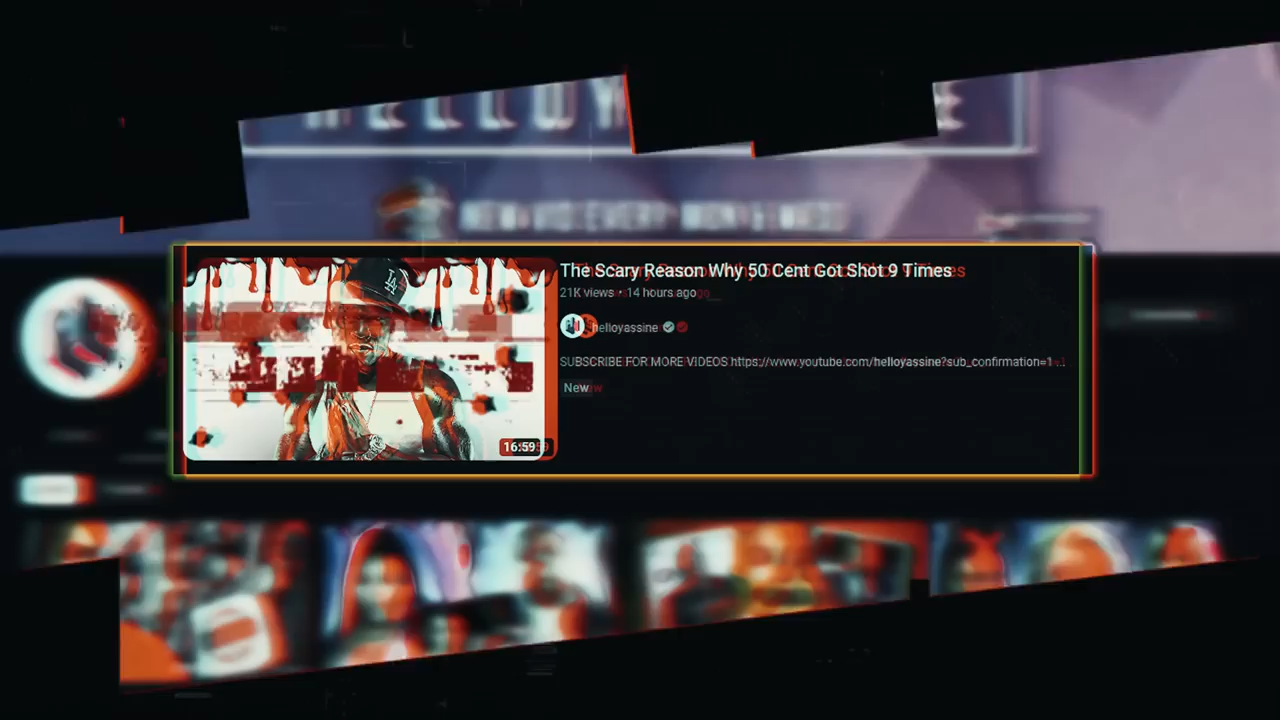 The Scary Reason Why 50 Cent Got Shot 9 Times
21K views • 14 hours ago
helloyassine
SUBSCRIBE FOR MORE VIDEOS https://www.youtube.com/helloyassine?sub_confirmation=1 ...
New
16:59